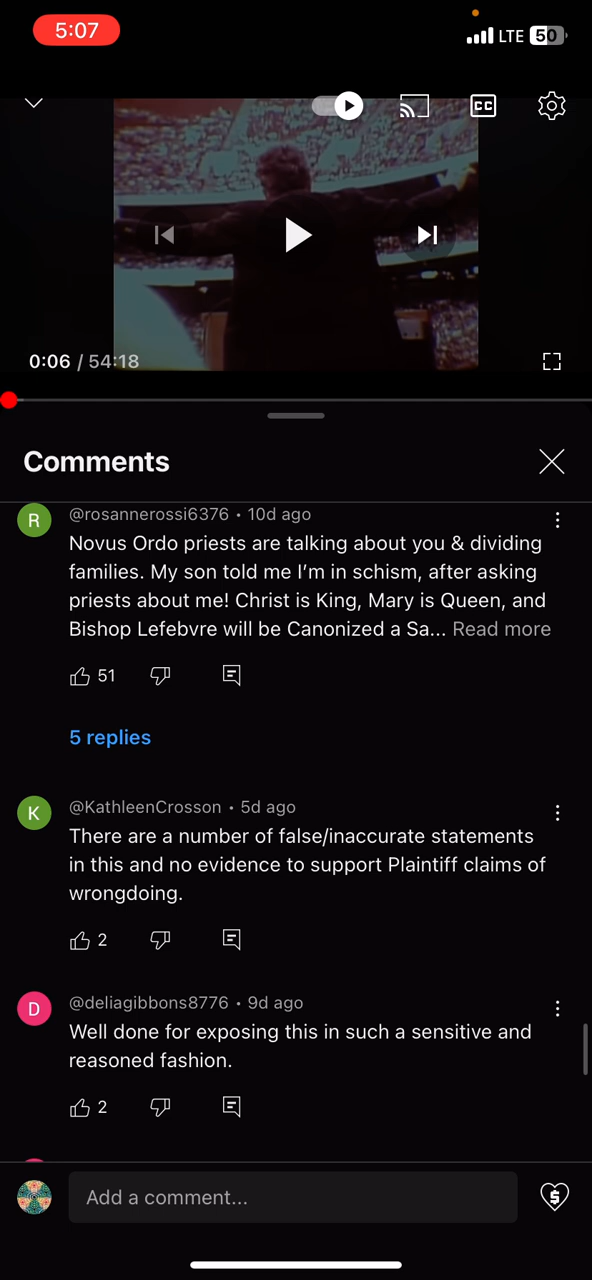 5:07
LTE 50
CC
0:06 / 54:18
Comments
R
@rosannerossi6376 • 10d ago
Novus Ordo priests are talking about you & dividing
families. My son told me I'm in schism, after asking
priests about me! Christ is King, Mary is Queen, and
Bishop Lefebvre will be Canonized a Sa... Read more
51
5 replies
K
@KathleenCrosson • 5d ago
There are a number of false/inaccurate statements
in this and no evidence to support Plaintiff claims of
wrongdoing.
2
D
@deliagibbons8776 • 9d ago
Well done for exposing this in such a sensitive and
reasoned fashion.
2
Add a comment...
$